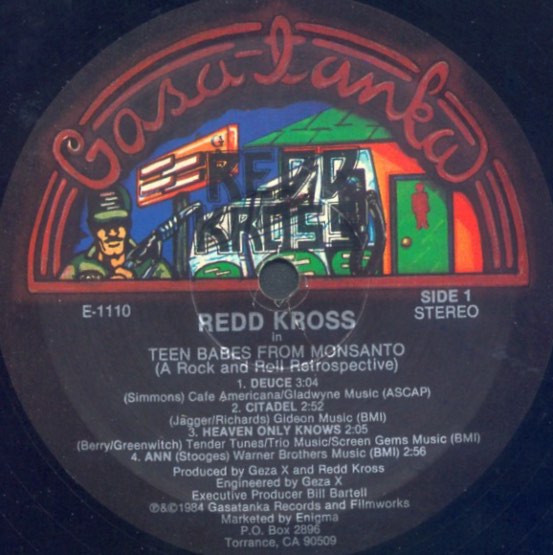 Gasa-tanka
REDD
KROSS
E-1110
SIDE 1
STEREO
REDD KROSS
in
TEEN BABES FROM MONSANTO
(A Rock and Roll Retrospective)
1. DEUCE 3:04
(Simmons) Cafe Americana/Gladwyne Music (ASCAP)
2. CITADEL 2:52
(Jagger/Richards) Gideon Music (BMI)
3. HEAVEN ONLY KNOWS 2:05
(Berry/Greenwitch) Tender Tunes/Trio Music/Screen Gems Music (BMI)
4. ANN (Stooges) Warner Brothers Music (BMI) 2:56
Produced by Geza X and Redd Kross
Engineered by Geza X
Executive Producer Bill Bartell
℗&©1984 Gasatanka Records and Filmworks
Marketed by Enigma
P.O. Box 2896
Torrance, CA 90509